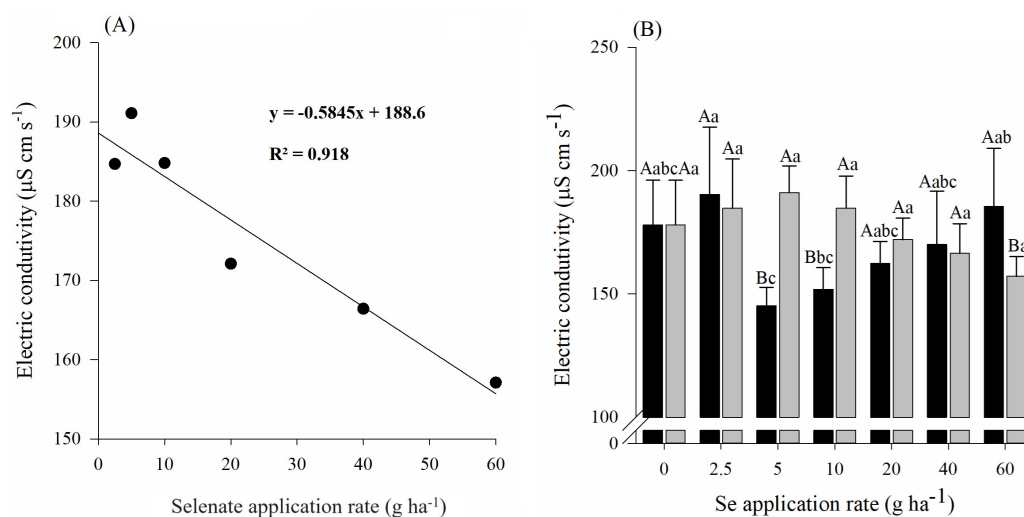 (A)
200
190
180
170
160
150
Electric condutivity (µS cm s⁻¹)
y = -0.5845x + 188.6
R² = 0.918
0 10 20 30 40 50 60
Selenate application rate (g ha⁻¹)
(B)
250
200
150
100
0
Electric condutivity (µS cm s⁻¹)
AabcAa
Aa
Aa
Bc
Aa
Bbc
Aa
Aabc
Aa
Aabc
Aa
Aab
Ba
0 2.5 5 10 20 40 60
Se application rate (g ha⁻¹)